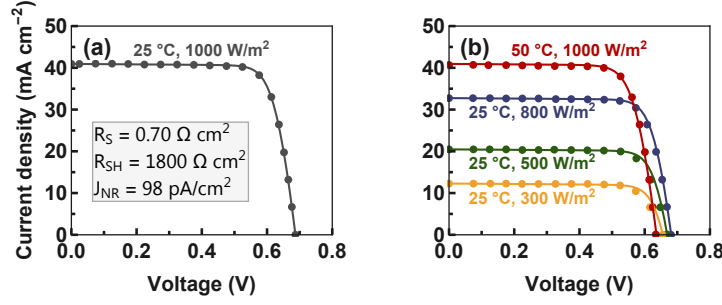 (a)
25 °C, 1000 W/m²
R_S = 0.70 Ω cm²
R_SH = 1800 Ω cm²
J_NR = 98 pA/cm²
Current density (mA cm⁻²)
50
40
30
20
10
0
0.0 0.2 0.4 0.6 0.8
Voltage (V)
(b)
50 °C, 1000 W/m²
25 °C, 800 W/m²
25 °C, 500 W/m²
25 °C, 300 W/m²
50
40
30
20
10
0
0.0 0.2 0.4 0.6 0.8
Voltage (V)